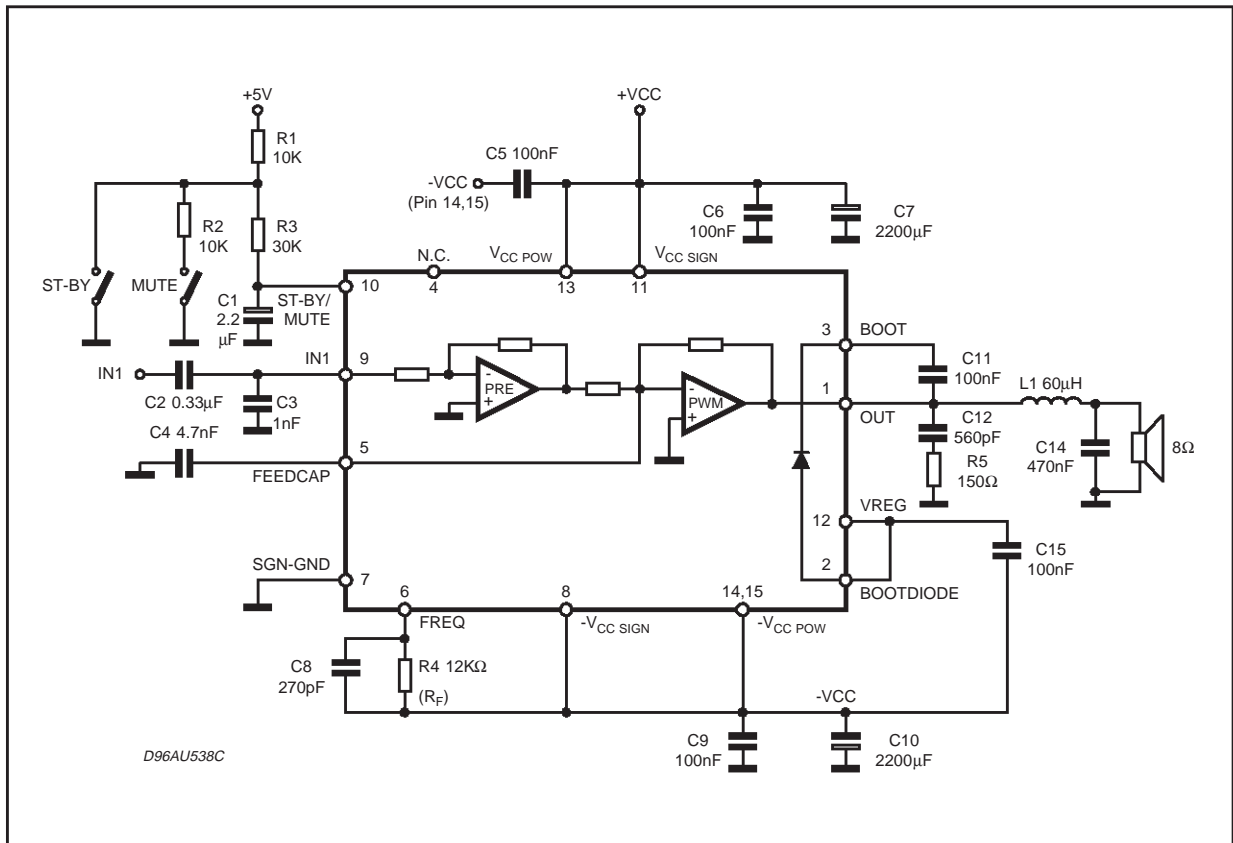 +5V
R1
10K
+VCC
C5 100nF
-VCC
(Pin 14,15)
R2
10K
R3
30K
C6
100nF
C7
2200μF
N.C.
4
VCC POW
13
VCC SIGN
11
ST-BY
MUTE
C1
2.2
μF
ST-BY/
MUTE
10
3
BOOT
C11
100nF
IN1
IN1
9
PRE
-
+
PWM
-
+
1
OUT
L1 60μH
C2 0.33μF
C3
1nF
C12
560pF
R5
150Ω
C14
470nF
8Ω
C4 4.7nF
5
FEEDCAP
12
VREG
C15
100nF
2
BOOTDIODE
SGN-GND
7
6
FREQ
8
-VCC SIGN
14,15
-VCC POW
C8
270pF
R4 12KΩ
(RF)
-VCC
C9
100nF
C10
2200μF
D96AU538C